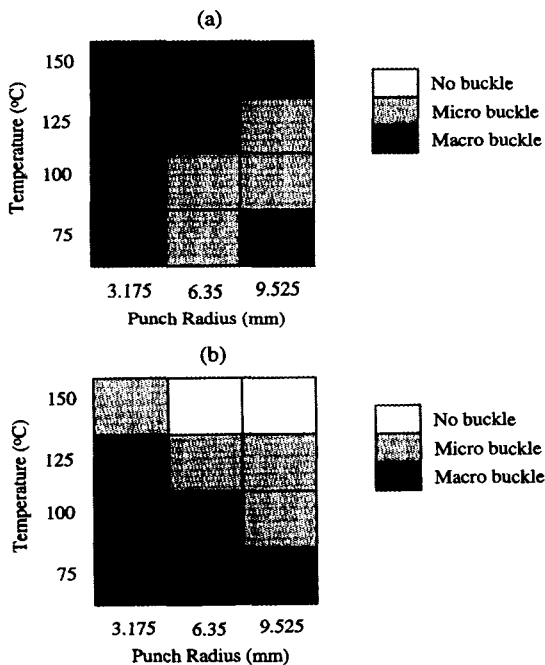 (a)
Temperature (ºC)
150
125
100
75
3.175 6.35 9.525
Punch Radius (mm)
No buckle
Micro buckle
Macro buckle
(b)
Temperature (ºC)
150
125
100
75
3.175 6.35 9.525
Punch Radius (mm)
No buckle
Micro buckle
Macro buckle